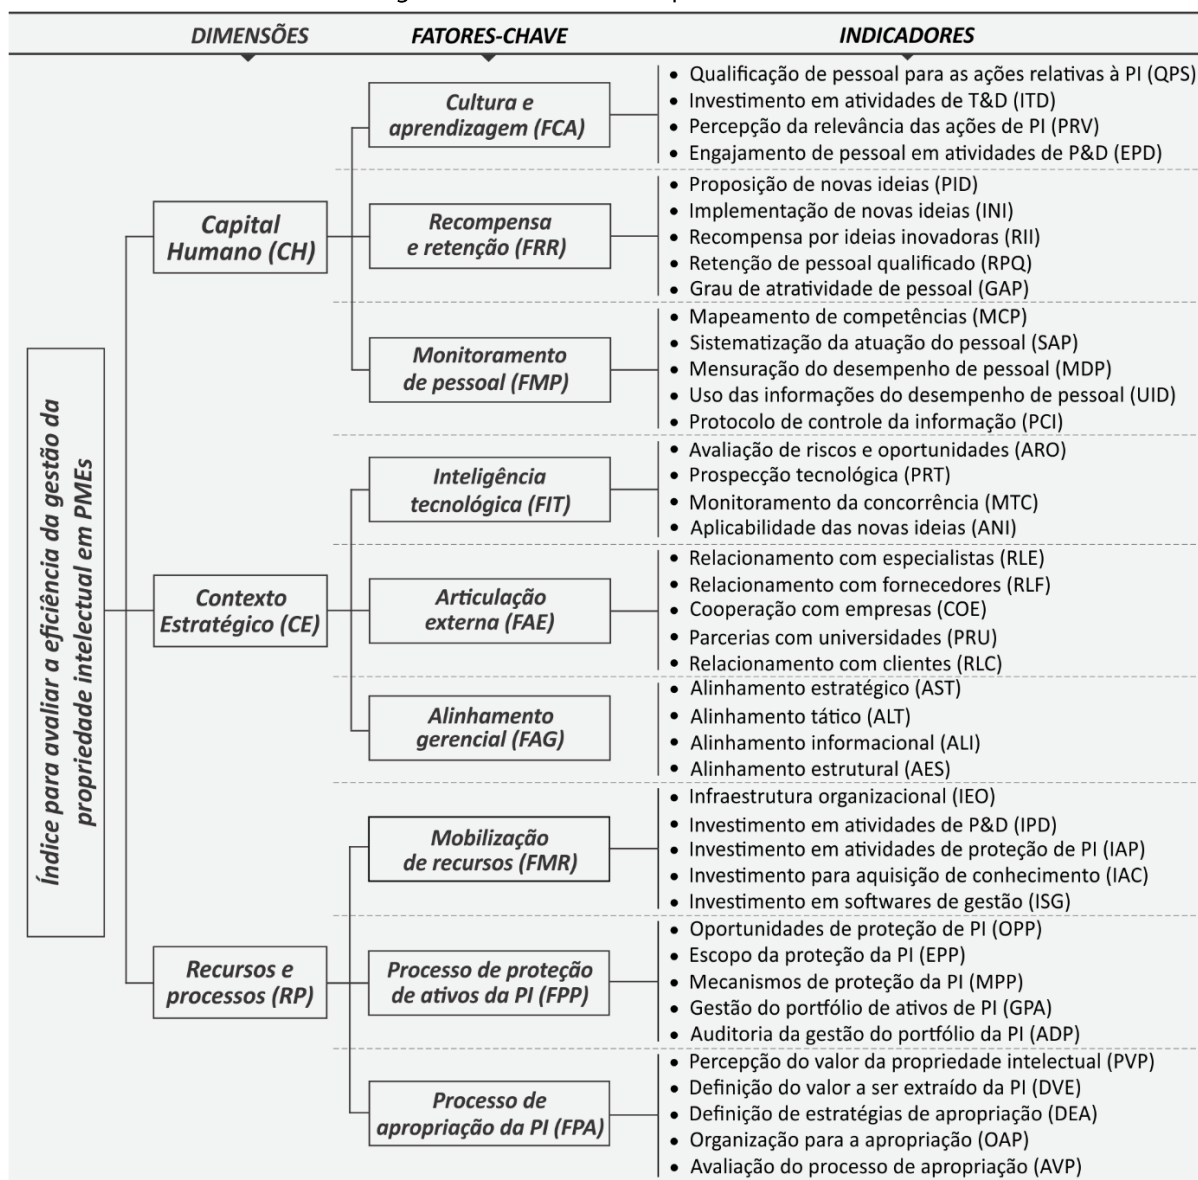 DIMENSÕES FATORES-CHAVE INDICADORES
Índice para avaliar a eficiência da gestão da
propriedade intelectual em PMEs
Capital
Humano (CH)
Cultura e
aprendizagem (FCA)
• Qualificação de pessoal para as ações relativas à PI (QPS)
• Investimento em atividades de T&D (ITD)
• Percepção da relevância das ações de PI (PRV)
• Engajamento de pessoal em atividades de P&D (EPD)
Recompensa
e retenção (FRR)
• Proposição de novas ideias (PID)
• Implementação de novas ideias (INI)
• Recompensa por ideias inovadoras (RII)
• Retenção de pessoal qualificado (RPQ)
• Grau de atratividade de pessoal (GAP)
Monitoramento
de pessoal (FMP)
• Mapeamento de competências (MCP)
• Sistematização da atuação do pessoal (SAP)
• Mensuração do desempenho de pessoal (MDP)
• Uso das informações do desempenho de pessoal (UID)
• Protocolo de controle da informação (PCI)
Contexto
Estratégico (CE)
Inteligência
tecnológica (FIT)
• Avaliação de riscos e oportunidades (ARO)
• Prospecção tecnológica (PRT)
• Monitoramento da concorrência (MTC)
• Aplicabilidade das novas ideias (ANI)
Articulação
externa (FAE)
• Relacionamento com especialistas (RLE)
• Relacionamento com fornecedores (RLF)
• Cooperação com empresas (COE)
• Parcerias com universidades (PRU)
• Relacionamento com clientes (RLC)
Alinhamento
gerencial (FAG)
• Alinhamento estratégico (AST)
• Alinhamento tático (ALT)
• Alinhamento informacional (ALI)
• Alinhamento estrutural (AES)
Recursos e
processos (RP)
Mobilização
de recursos (FMR)
• Infraestrutura organizacional (IEO)
• Investimento em atividades de P&D (IPD)
• Investimento em atividades de proteção de PI (IAP)
• Investimento para aquisição de conhecimento (IAC)
• Investimento em softwares de gestão (ISG)
Processo de proteção
de ativos da PI (FPP)
• Oportunidades de proteção de PI (OPP)
• Escopo da proteção da PI (EPP)
• Mecanismos de proteção da PI (MPP)
• Gestão do portfólio de ativos de PI (GPA)
• Auditoria da gestão do portfólio da PI (ADP)
Processo de
apropriação da PI (FPA)
• Percepção do valor da propriedade intelectual (PVP)
• Definição do valor a ser extraído da PI (DVE)
• Definição de estratégias de apropriação (DEA)
• Organização para a apropriação (OAP)
• Avaliação do processo de apropriação (AVP)